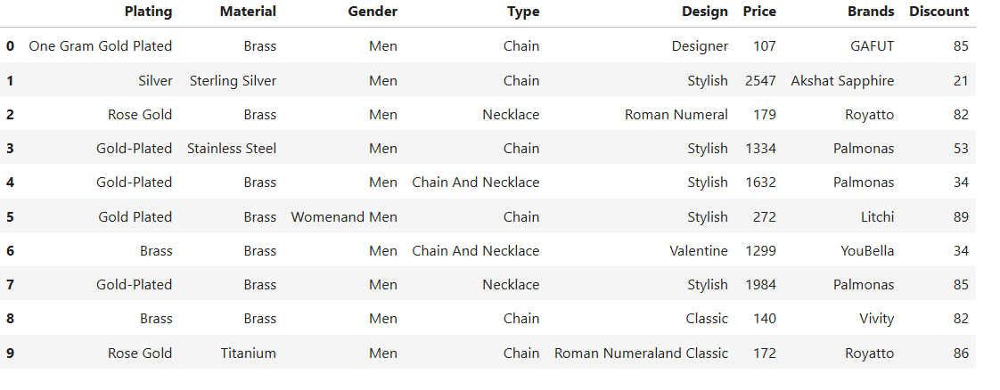 Plating Material Gender Type Design Price Brands Discount
0 One Gram Gold Plated Brass Men Chain Designer 107 GAFUT 85
1 Silver Sterling Silver Men Chain Stylish 2547 Akshat Sapphire 21
2 Rose Gold Brass Men Necklace Roman Numeral 179 Royatto 82
3 Gold-Plated Stainless Steel Men Chain Stylish 1334 Palmonas 53
4 Gold-Plated Brass Men Chain And Necklace Stylish 1632 Palmonas 34
5 Gold Plated Brass Womenand Men Chain Stylish 272 Litchi 89
6 Brass Brass Men Chain And Necklace Valentine 1299 YouBella 34
7 Gold-Plated Brass Men Necklace Stylish 1984 Palmonas 85
8 Brass Brass Men Chain Classic 140 Vivity 82
9 Rose Gold Titanium Men Chain Roman Numeraland Classic 172 Royatto 86